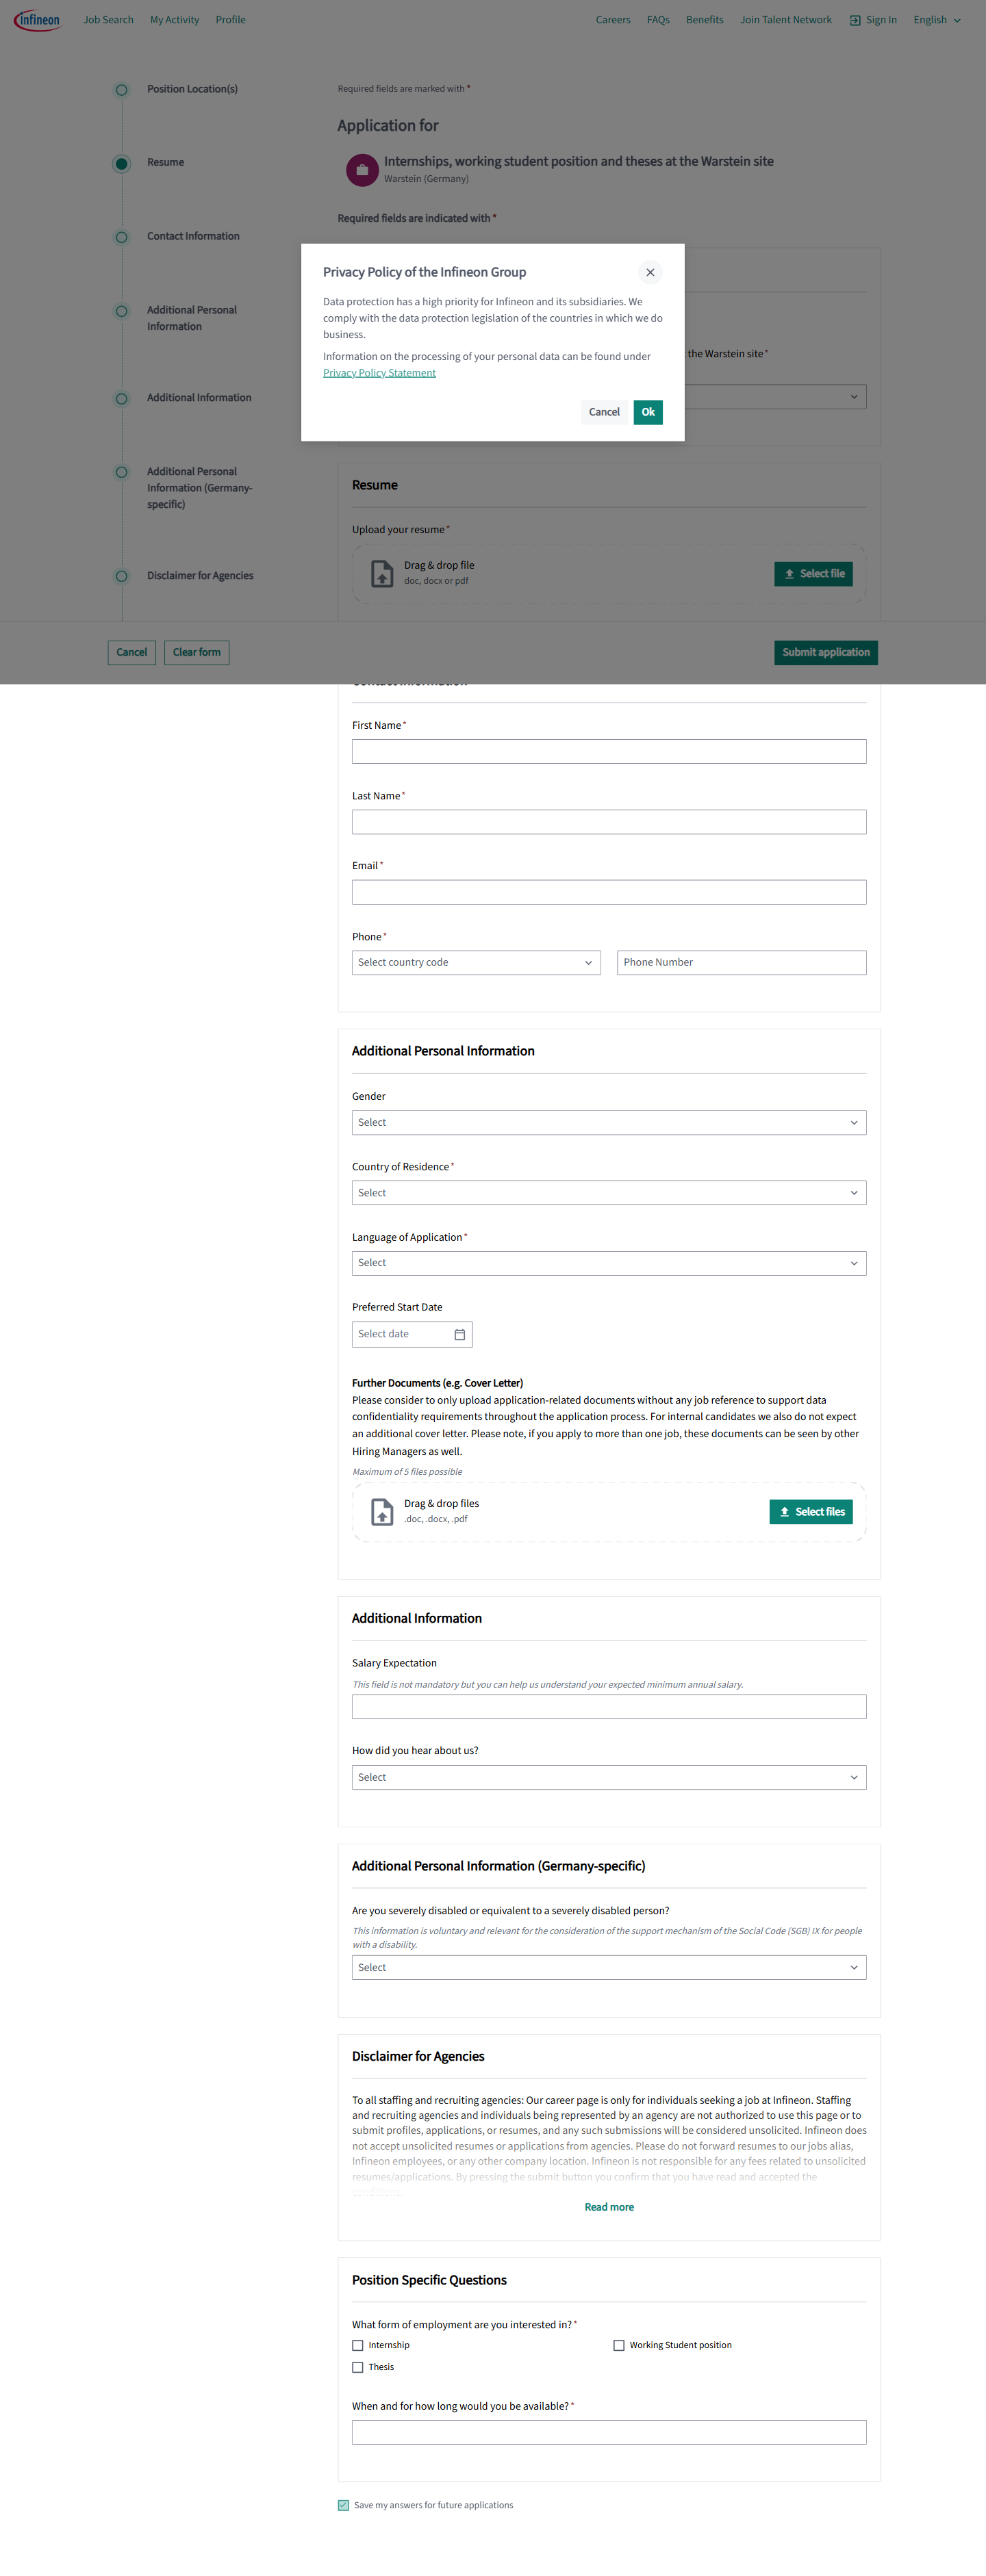 infineon
Job Search
My Activity
Profile
Careers
FAQs
Benefits
Join Talent Network
Sign In
English
Position Location(s)
Resume
Contact Information
Additional Personal
Information
Additional Information
Additional Personal
Information (Germany-
specific)
Disclaimer for Agencies
Required fields are marked with *
Application for
Internships, working student position and theses at the Warstein site
Warstein (Germany)
Required fields are indicated with *
the Warstein site *
Privacy Policy of the Infineon Group
Data protection has a high priority for Infineon and its subsidiaries. We
comply with the data protection legislation of the countries in which we do
business.
Information on the processing of your personal data can be found under
Privacy Policy Statement
Cancel
Ok
Resume
Upload your resume *
Drag & drop file
doc, docx or pdf
Select file
Cancel
Clear form
Submit application
First Name *
Last Name *
Email *
Phone *
Select country code
Phone Number
Additional Personal Information
Gender
Select
Country of Residence *
Select
Language of Application *
Select
Preferred Start Date
Select date
Further Documents (e.g. Cover Letter)
Please consider to only upload application-related documents without any job reference to support data
confidentiality requirements throughout the application process. For internal candidates we also do not expect
an additional cover letter. Please note, if you apply to more than one job, these documents can be seen by other
Hiring Managers as well.
Maximum of 5 files possible
Drag & drop files
.doc, .docx, .pdf
Select files
Additional Information
Salary Expectation
This field is not mandatory but you can help us understand your expected minimum annual salary.
How did you hear about us?
Select
Additional Personal Information (Germany-specific)
Are you severely disabled or equivalent to a severely disabled person?
This information is voluntary and relevant for the consideration of the support mechanism of the Social Code (SGB) IX for people
with a disability.
Select
Disclaimer for Agencies
To all staffing and recruiting agencies: Our career page is only for individuals seeking a job at Infineon. Staffing
and recruiting agencies and individuals being represented by an agency are not authorized to use this page or to
submit profiles, applications, or resumes, and any such submissions will be considered unsolicited. Infineon does
not accept unsolicited resumes or applications from agencies. Please do not forward resumes to our jobs alias,
Infineon employees, or any other company location. Infineon is not responsible for any fees related to unsolicited
resumes/applications. By pressing the submit button you confirm that you have read and accepted the
Read more
Position Specific Questions
What form of employment are you interested in? *
Internship
Working Student position
Thesis
When and for how long would you be available? *
Save my answers for future applications